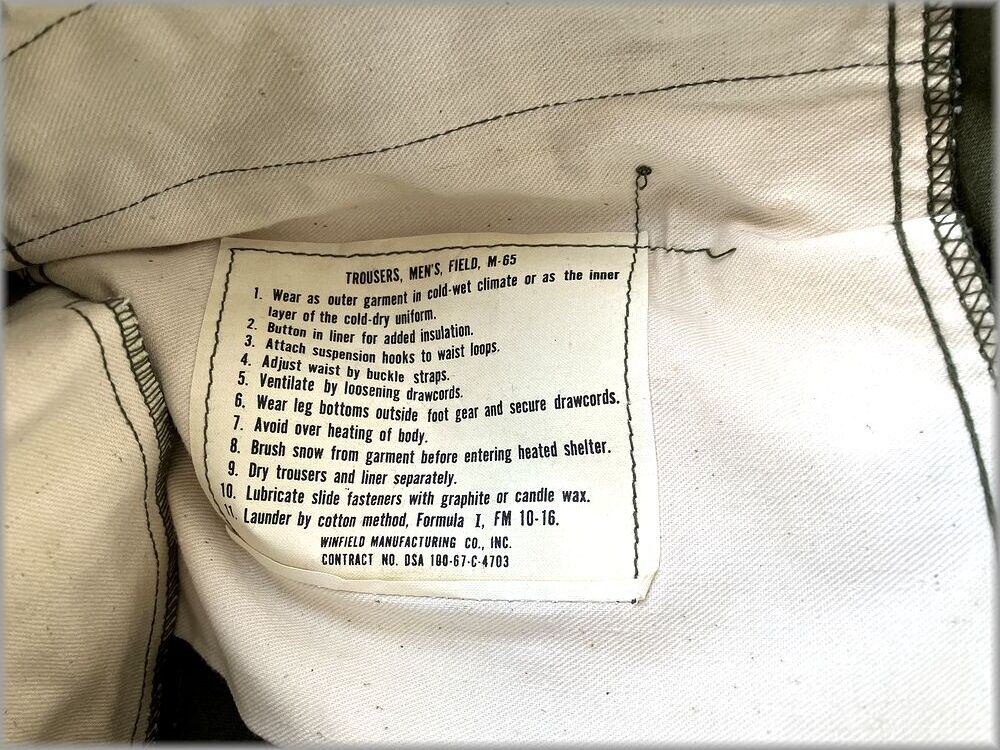 TROUSERS, MEN'S, FIELD, M-65
1. Wear as outer garment in cold-wet climate or as the inner
layer of the cold-dry uniform.
2. Button in liner for added insulation.
3. Attach suspension hooks to waist loops.
4. Adjust waist by buckle straps.
5. Ventilate by loosening drawcords.
6. Wear leg bottoms outside foot gear and secure drawcords.
7. Avoid over heating of body.
8. Brush snow from garment before entering heated shelter.
9. Dry trousers and liner separately.
10. Lubricate slide fasteners with graphite or candle wax.
11. Launder by cotton method, Formula I, FM 10-16.
WINFIELD MANUFACTURING CO., INC.
CONTRACT NO. DSA 100-67-C-4703